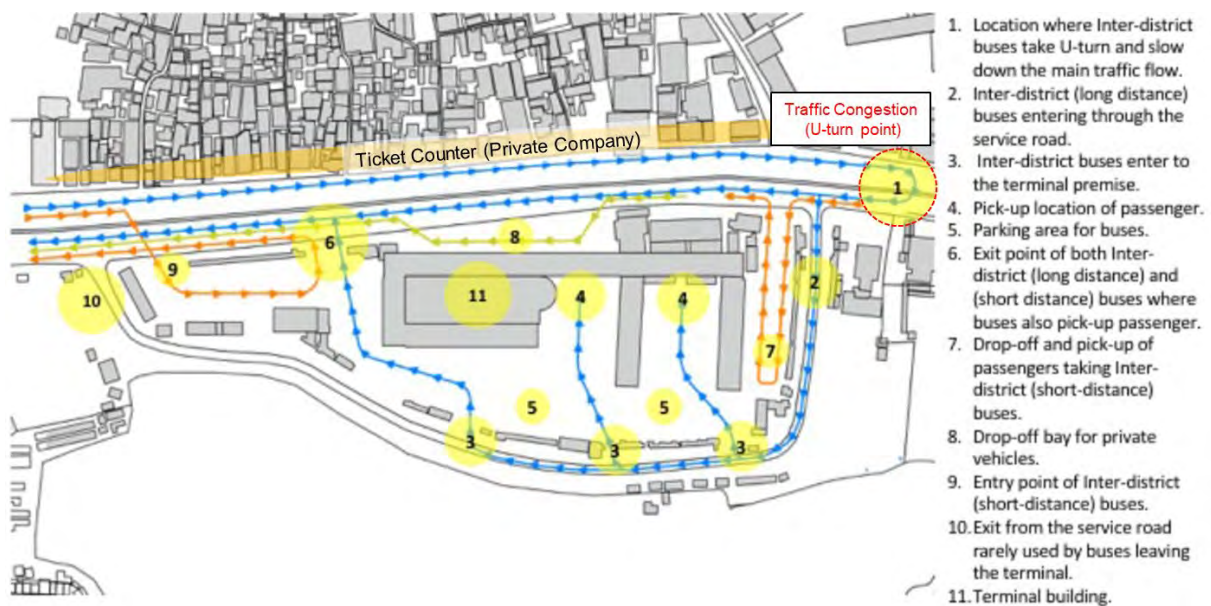 Traffic Congestion
(U-turn point)
Ticket Counter (Private Company)
1
2
3
3
3
4
4
5
5
6
7
8
9
10
11
1. Location where Inter-district
buses take U-turn and slow
down the main traffic flow.
2. Inter-district (long distance)
buses entering through the
service road.
3. Inter-district buses enter to
the terminal premise.
4. Pick-up location of passenger.
5. Parking area for buses.
6. Exit point of both Inter-
district (long distance) and
(short distance) buses where
buses also pick-up passenger.
7. Drop-off and pick-up of
passengers taking Inter-
district (short-distance)
buses.
8. Drop-off bay for private
vehicles.
9. Entry point of Inter-district
(short-distance) buses.
10. Exit from the service road
rarely used by buses leaving
the terminal.
11. Terminal building.